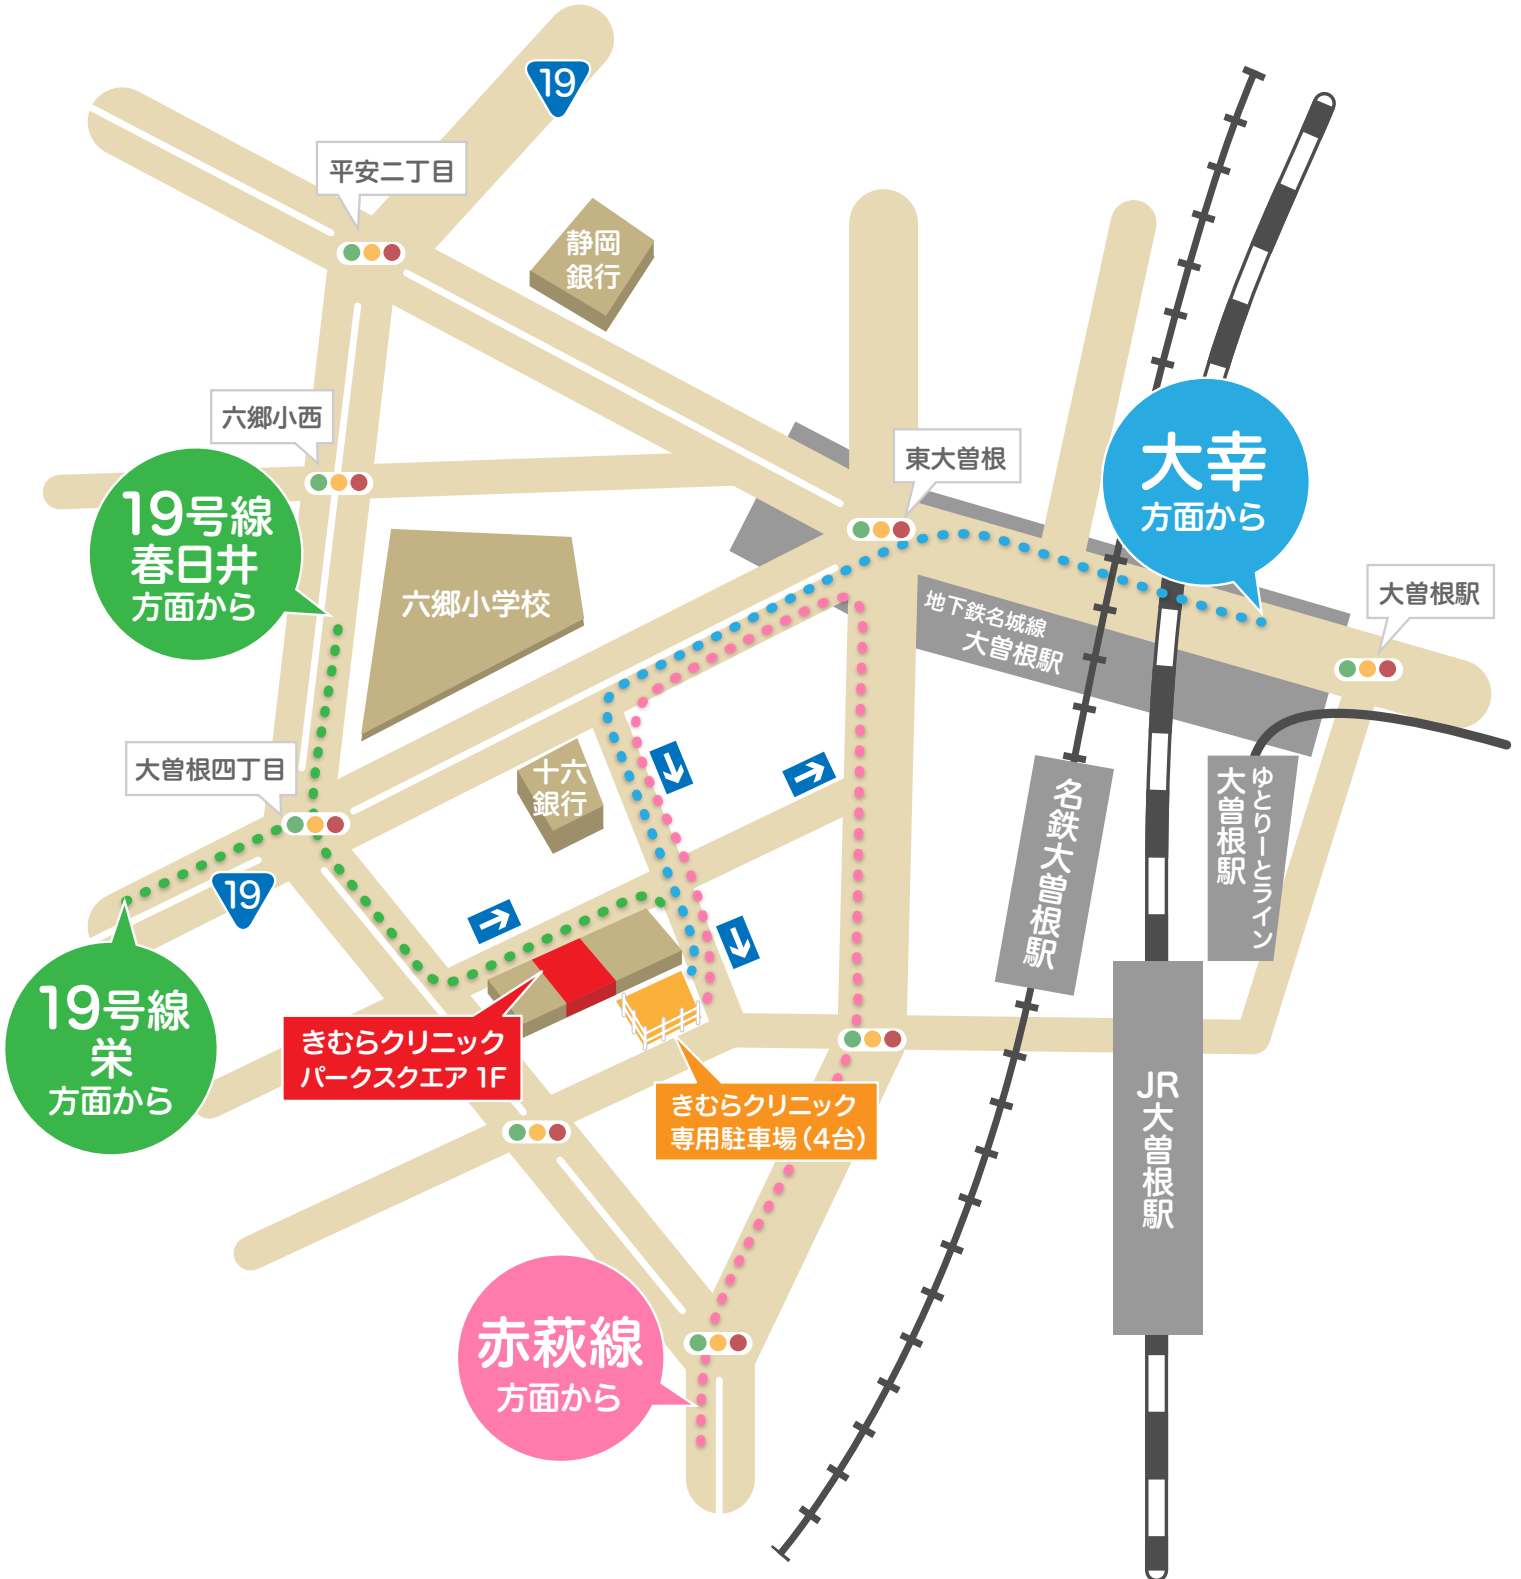 19
平安二丁目
静岡
銀行
六郷小西
東大曽根
大幸
方面から
19号線
春日井
方面から
六郷小学校
地下鉄名城線
大曽根駅
大曽根駅
大曽根四丁目
十六
銀行
名鉄大曽根駅
ゆとりーとライン
大曽根駅
19
19号線
栄
方面から
きむらクリニック
パークスクエア 1F
きむらクリニック
専用駐車場(4台)
JR
大曽根駅
赤萩線
方面から